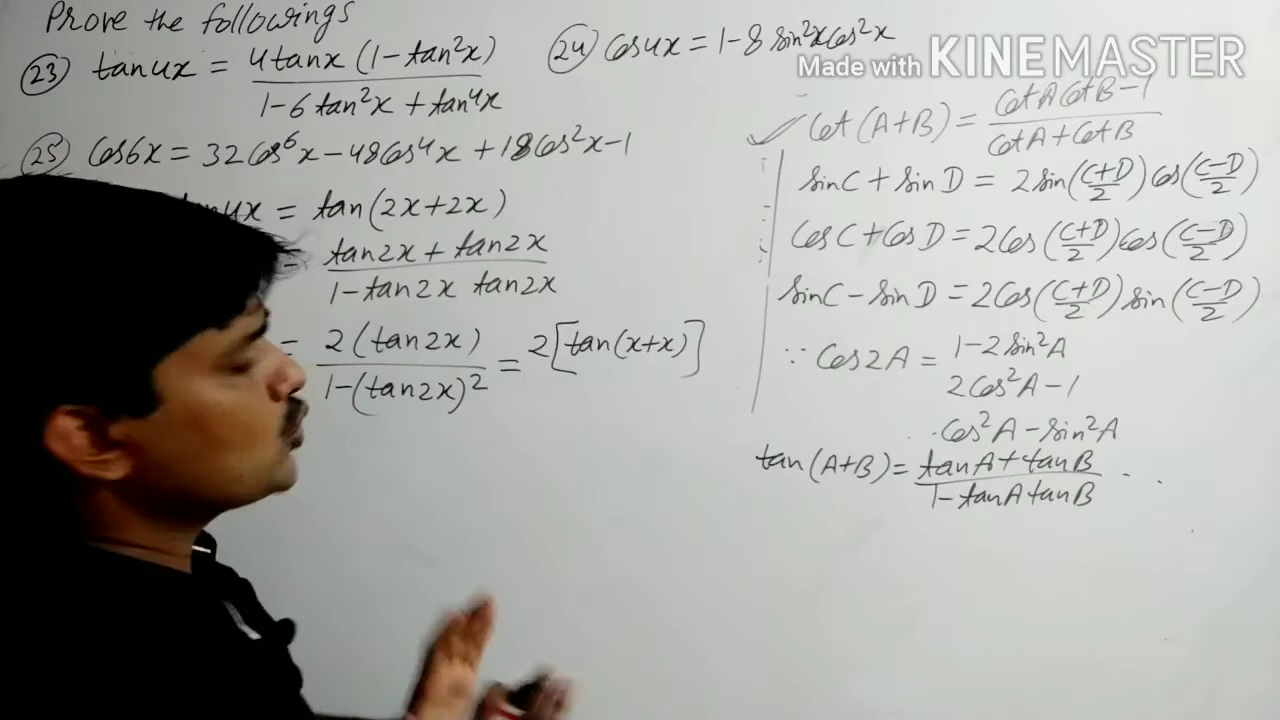 Prove the followings
(23) tan4x = 4tanx (1-tan²x) / 1-6tan²x + tan⁴x
(24) Cos4x = 1-8 Sin²x Cos²x
Made with KINEMASTER
(25) Cos6x = 32Cos⁶x - 48Cos⁴x + 18Cos²x - 1
4x = tan(2x+2x)
= tan2x + tan2x / 1-tan2x tan2x
= 2(tan2x) / 1-(tan2x)² = 2[tan(x+x)]
✓ Cot(A+B) = CotA CotB - 1 / CotA + CotB
SinC + SinD = 2Sin(C+D/2) Cos(C-D/2)
CosC + CosD = 2Cos(C+D/2) Cos(C-D/2)
SinC - SinD = 2Cos(C+D/2) Sin(C-D/2)
∵ Cos2A = 1-2Sin²A
2Cos²A - 1
Cos²A - Sin²A
tan(A+B) = tanA + tanB / 1-tanA tanB